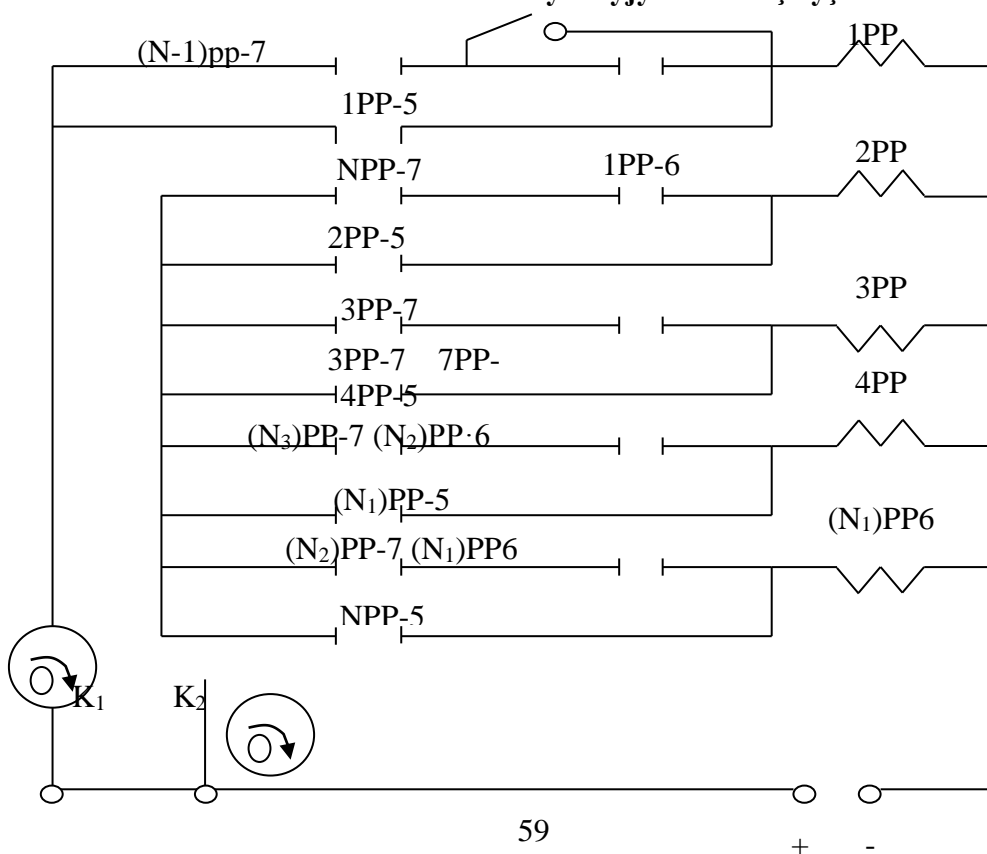 (N-1)pp-7
1PP
1PP-5
NPP-7 1PP-6 2PP
2PP-5
3PP-7 3PP
3PP-7 7PP-
4PP-5 4PP
(N₃)PP-7 (N₂)PP·6
(N₁)PP-5 (N₁)PP6
(N₂)PP-7 (N₁)PP6
NPP-5
K₁ K₂
59
+ -